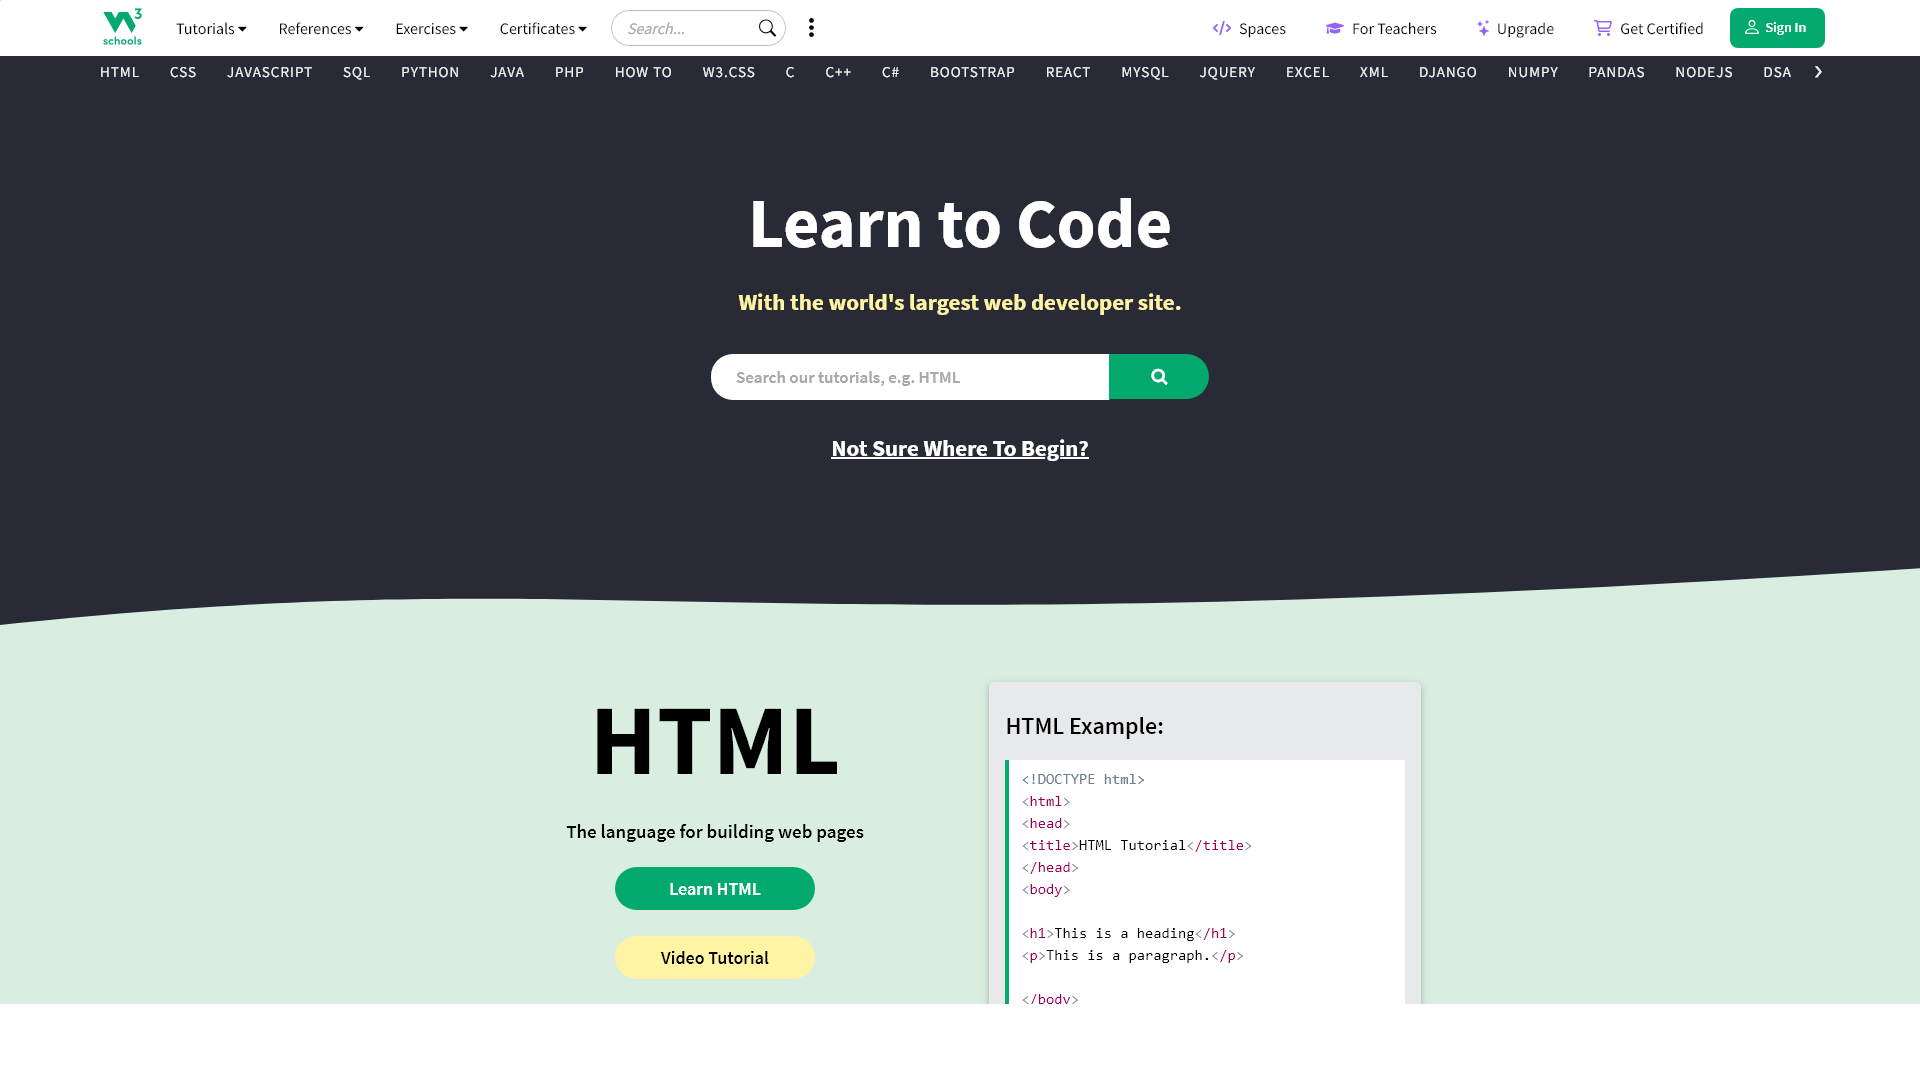 W3 schools
Tutorials References Exercises Certificates Search... Spaces For Teachers Upgrade Get Certified Sign In
HTML CSS JAVASCRIPT SQL PYTHON JAVA PHP HOW TO W3.CSS C C++ C# BOOTSTRAP REACT MYSQL JQUERY EXCEL XML DJANGO NUMPY PANDAS NODEJS DSA
Learn to Code
With the world's largest web developer site.
Search our tutorials, e.g. HTML
Not Sure Where To Begin?
HTML
The language for building web pages
Learn HTML
Video Tutorial
HTML Example:
<!DOCTYPE html>
<html>
<head>
<title>HTML Tutorial</title>
</head>
<body>
<h1>This is a heading</h1>
<p>This is a paragraph.</p>
</body>